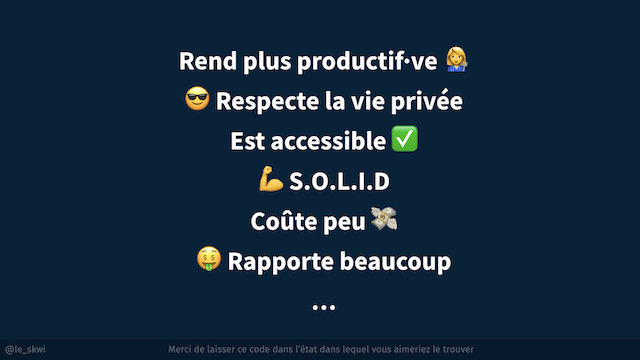 Rend plus productif·ve 💁‍♀️
😎 Respecte la vie privée
Est accessible ✅
💪 S.O.L.I.D
Coûte peu 💸
🤑 Rapporte beaucoup
...
@le_skwi
Merci de laisser ce code dans l'état dans lequel vous aimeriez le trouver